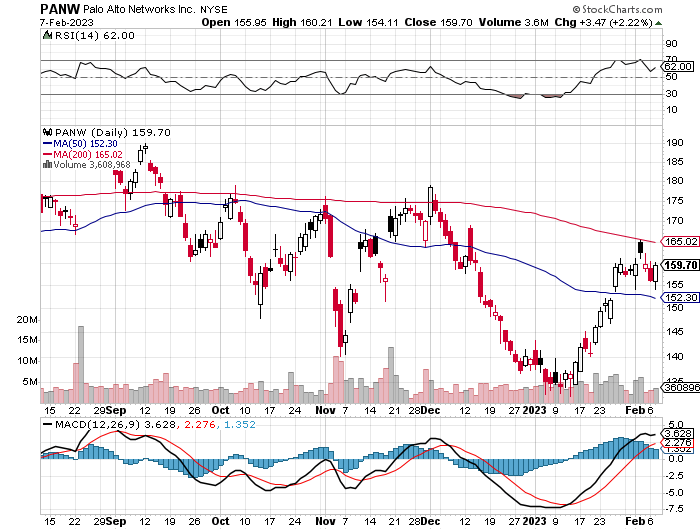 PANW Palo Alto Networks Inc. NYSE © StockCharts.com
7-Feb-2023 Open 155.95 High 160.21 Low 154.11 Close 159.70 Volume 3.6M Chg +3.47 (+2.22%)
RSI(14) 62.00
90
70
62.00
50
30
10
PANW (Daily) 159.70
MA(50) 152.30
MA(200) 165.02
Volume 3,608,968
190
185
180
175
170
165.02
159.70
155
152.30
150
145
140
135
20M
15M
10M
5M
360896
15 22 29 Sep 12 19 26 Oct 10 17 24 Nov 7 14 21 28 Dec 12 19 27 2023 9 17 23 Feb 6
MACD(12,26,9) 3.628, 2.276, 1.352
5.0
3.628
2.276
1.352
0.0
-2.5
-5.0
-7.5
15 22 29 Sep 12 19 26 Oct 10 17 24 Nov 7 14 21 28 Dec 12 19 27 2023 9 17 23 Feb 6